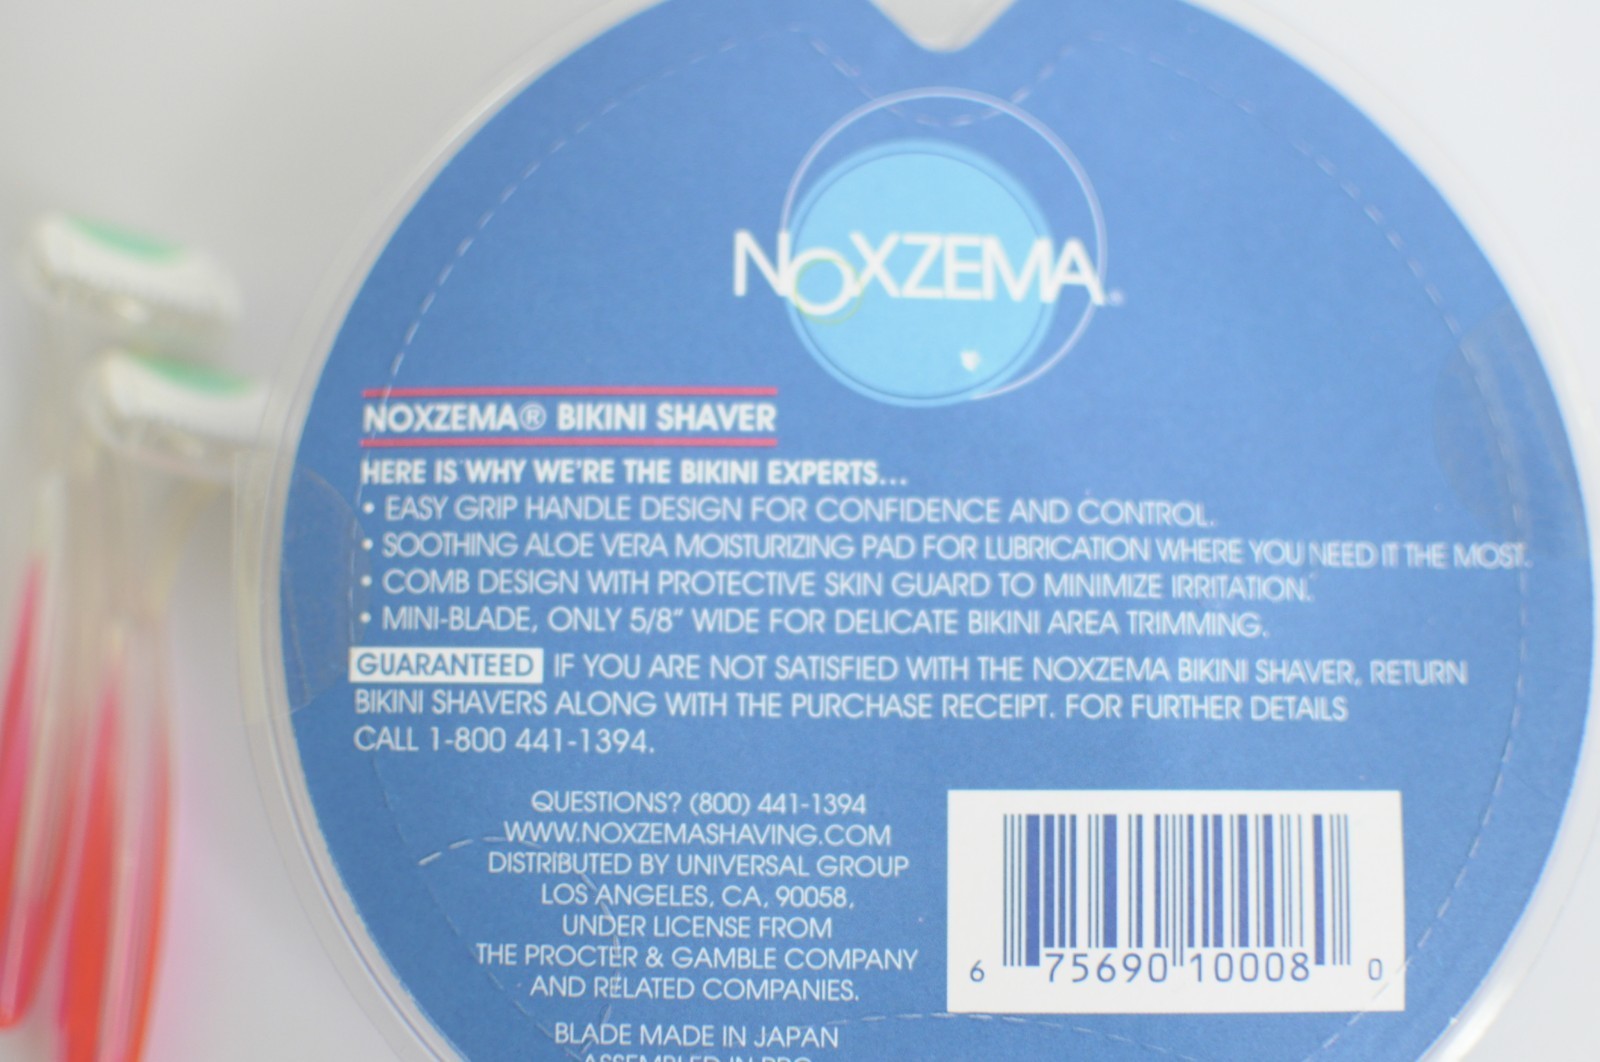 NOXZEMA®
NOXZEMA® BIKINI SHAVER
HERE IS WHY WE'RE THE BIKINI EXPERTS...
• EASY GRIP HANDLE DESIGN FOR CONFIDENCE AND CONTROL.
• SOOTHING ALOE VERA MOISTURIZING PAD FOR LUBRICATION WHERE YOU NEED IT THE MOST.
• COMB DESIGN WITH PROTECTIVE SKIN GUARD TO MINIMIZE IRRITATION.
• MINI-BLADE, ONLY 5/8" WIDE FOR DELICATE BIKINI AREA TRIMMING.
GUARANTEED IF YOU ARE NOT SATISFIED WITH THE NOXZEMA BIKINI SHAVER, RETURN
BIKINI SHAVERS ALONG WITH THE PURCHASE RECEIPT. FOR FURTHER DETAILS
CALL 1-800 441-1394.
QUESTIONS? (800) 441-1394
WWW.NOXZEMASHAVING.COM
DISTRIBUTED BY UNIVERSAL GROUP
LOS ANGELES, CA, 90058,
UNDER LICENSE FROM
THE PROCTER & GAMBLE COMPANY
AND RELATED COMPANIES.
BLADE MADE IN JAPAN
ASSEMBLED IN
6 75690 10008 0